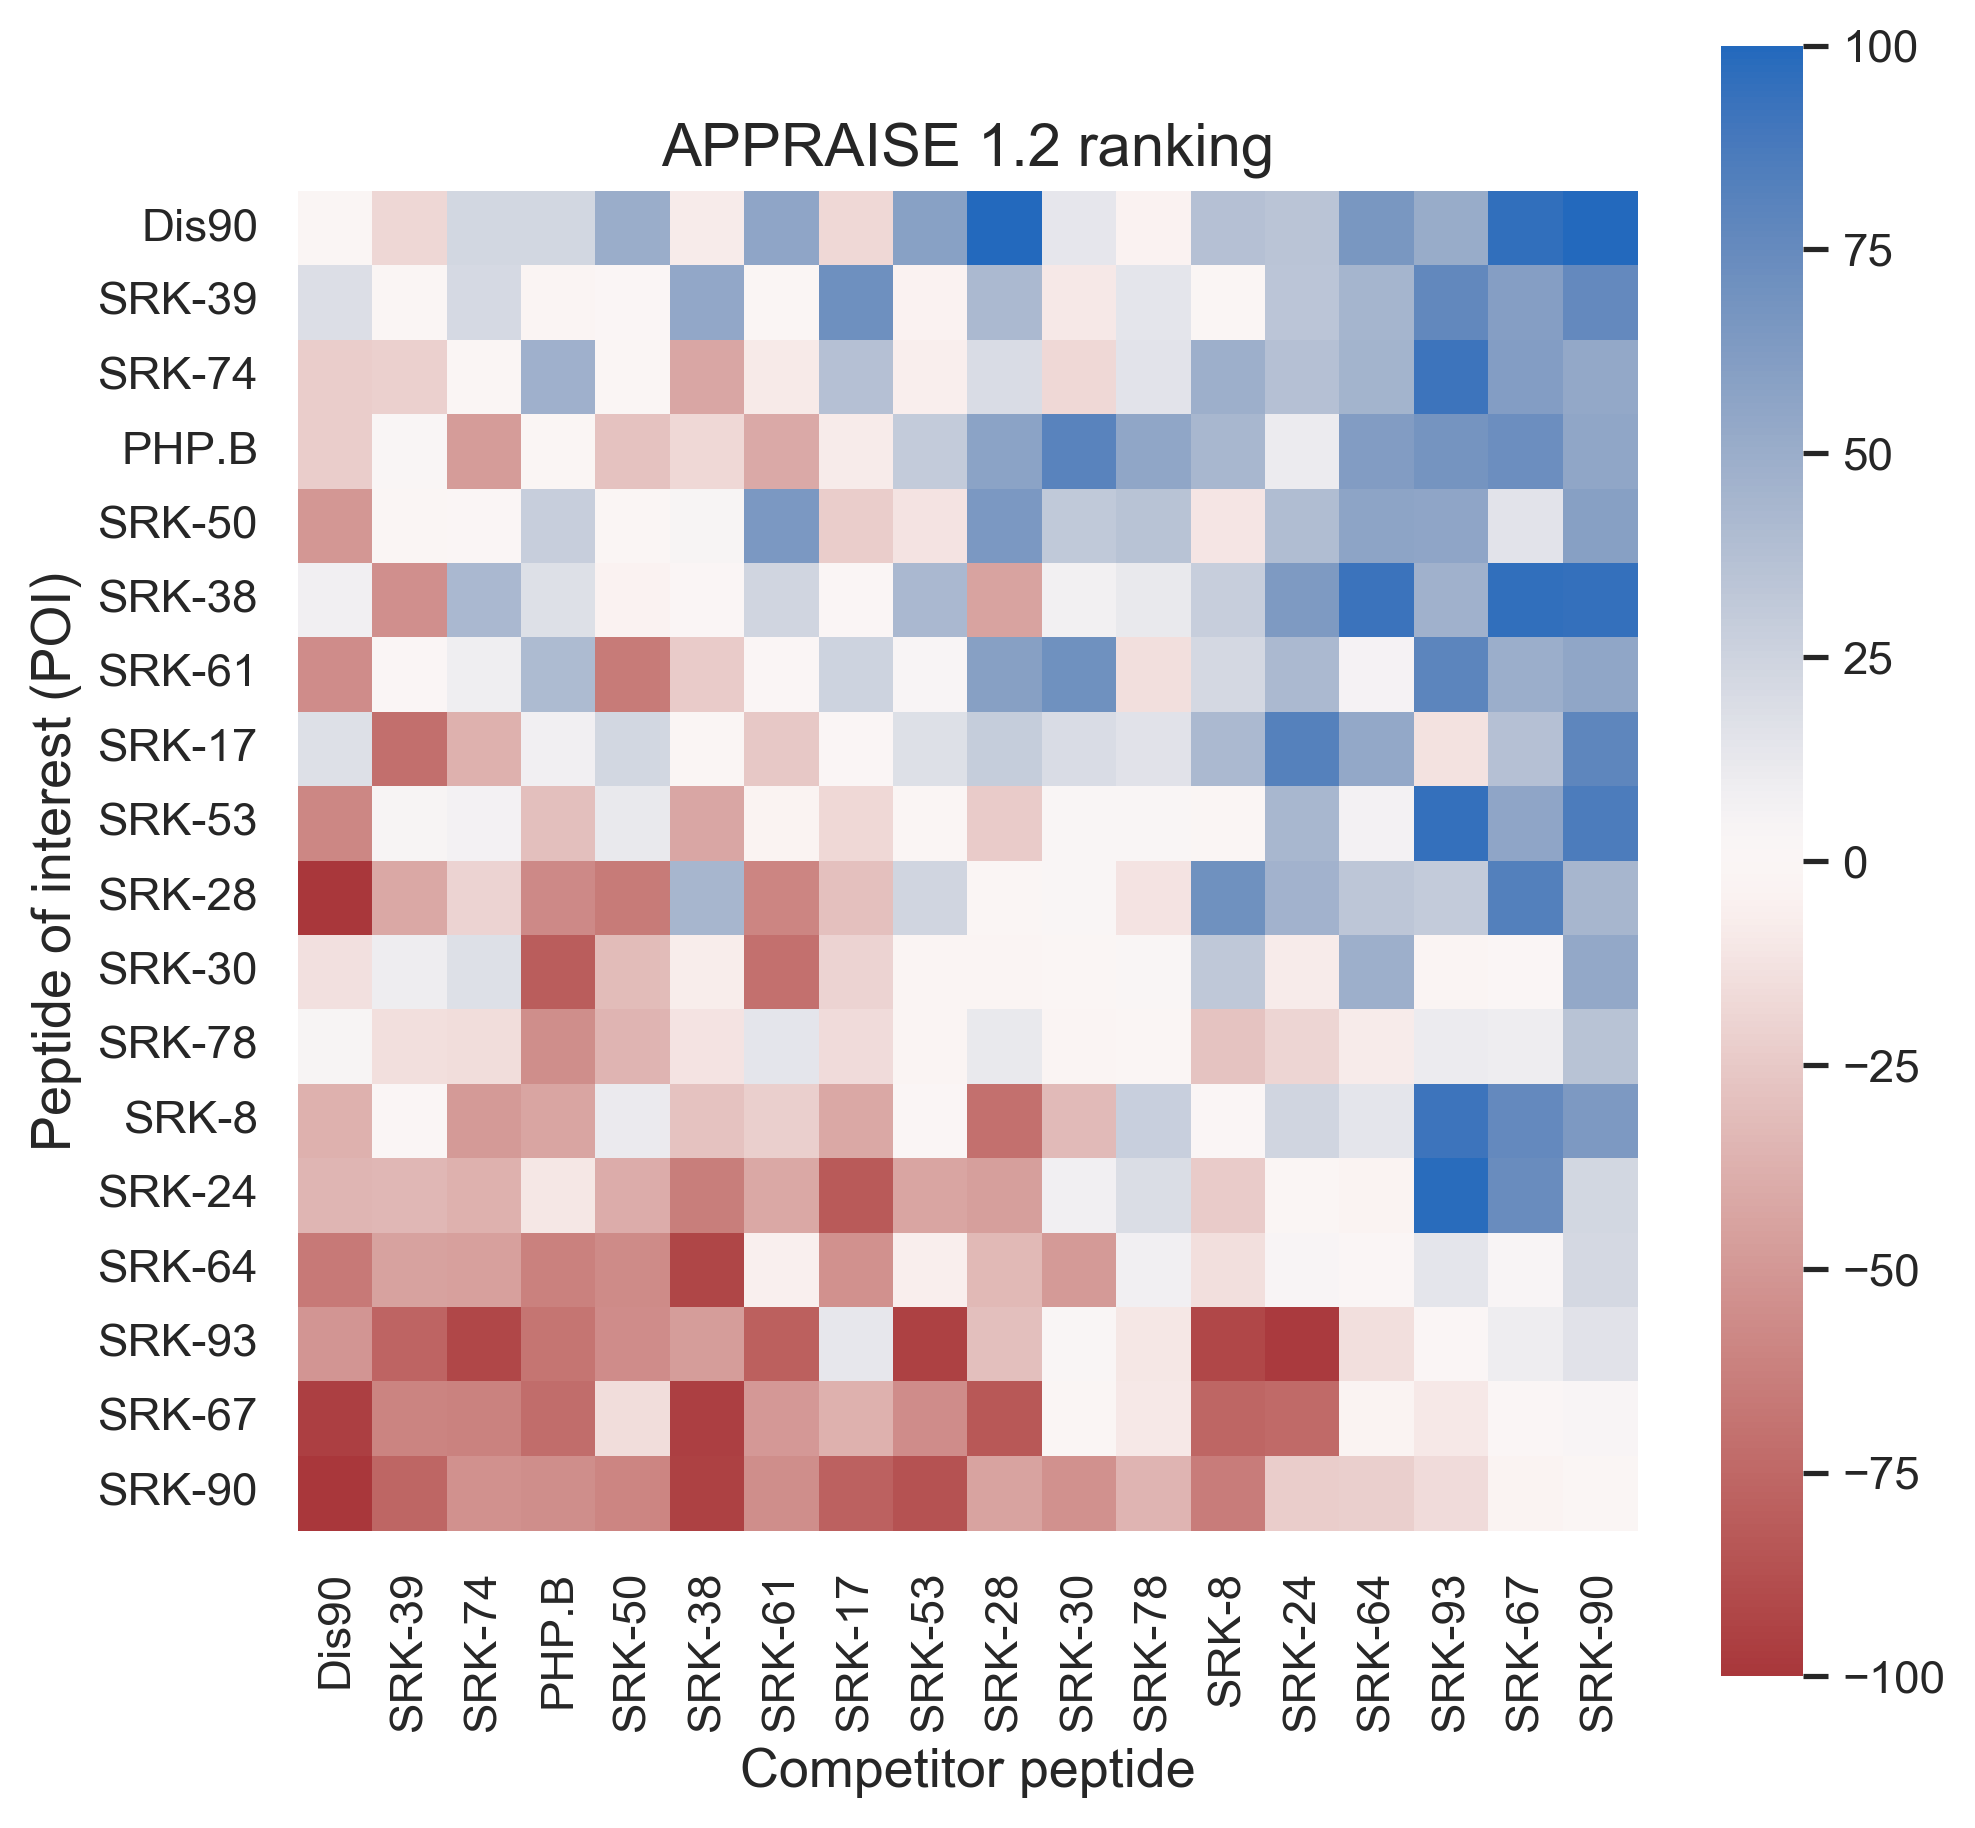 APPRAISE 1.2 ranking
Peptide of interest (POI)
Dis90
SRK-39
SRK-74
PHP.B
SRK-50
SRK-38
SRK-61
SRK-17
SRK-53
SRK-28
SRK-30
SRK-78
SRK-8
SRK-24
SRK-64
SRK-93
SRK-67
SRK-90
Dis90
SRK-39
SRK-74
PHP.B
SRK-50
SRK-38
SRK-61
SRK-17
SRK-53
SRK-28
SRK-30
SRK-78
SRK-8
SRK-24
SRK-64
SRK-93
SRK-67
SRK-90
Competitor peptide
100
75
50
25
0
−25
−50
−75
−100